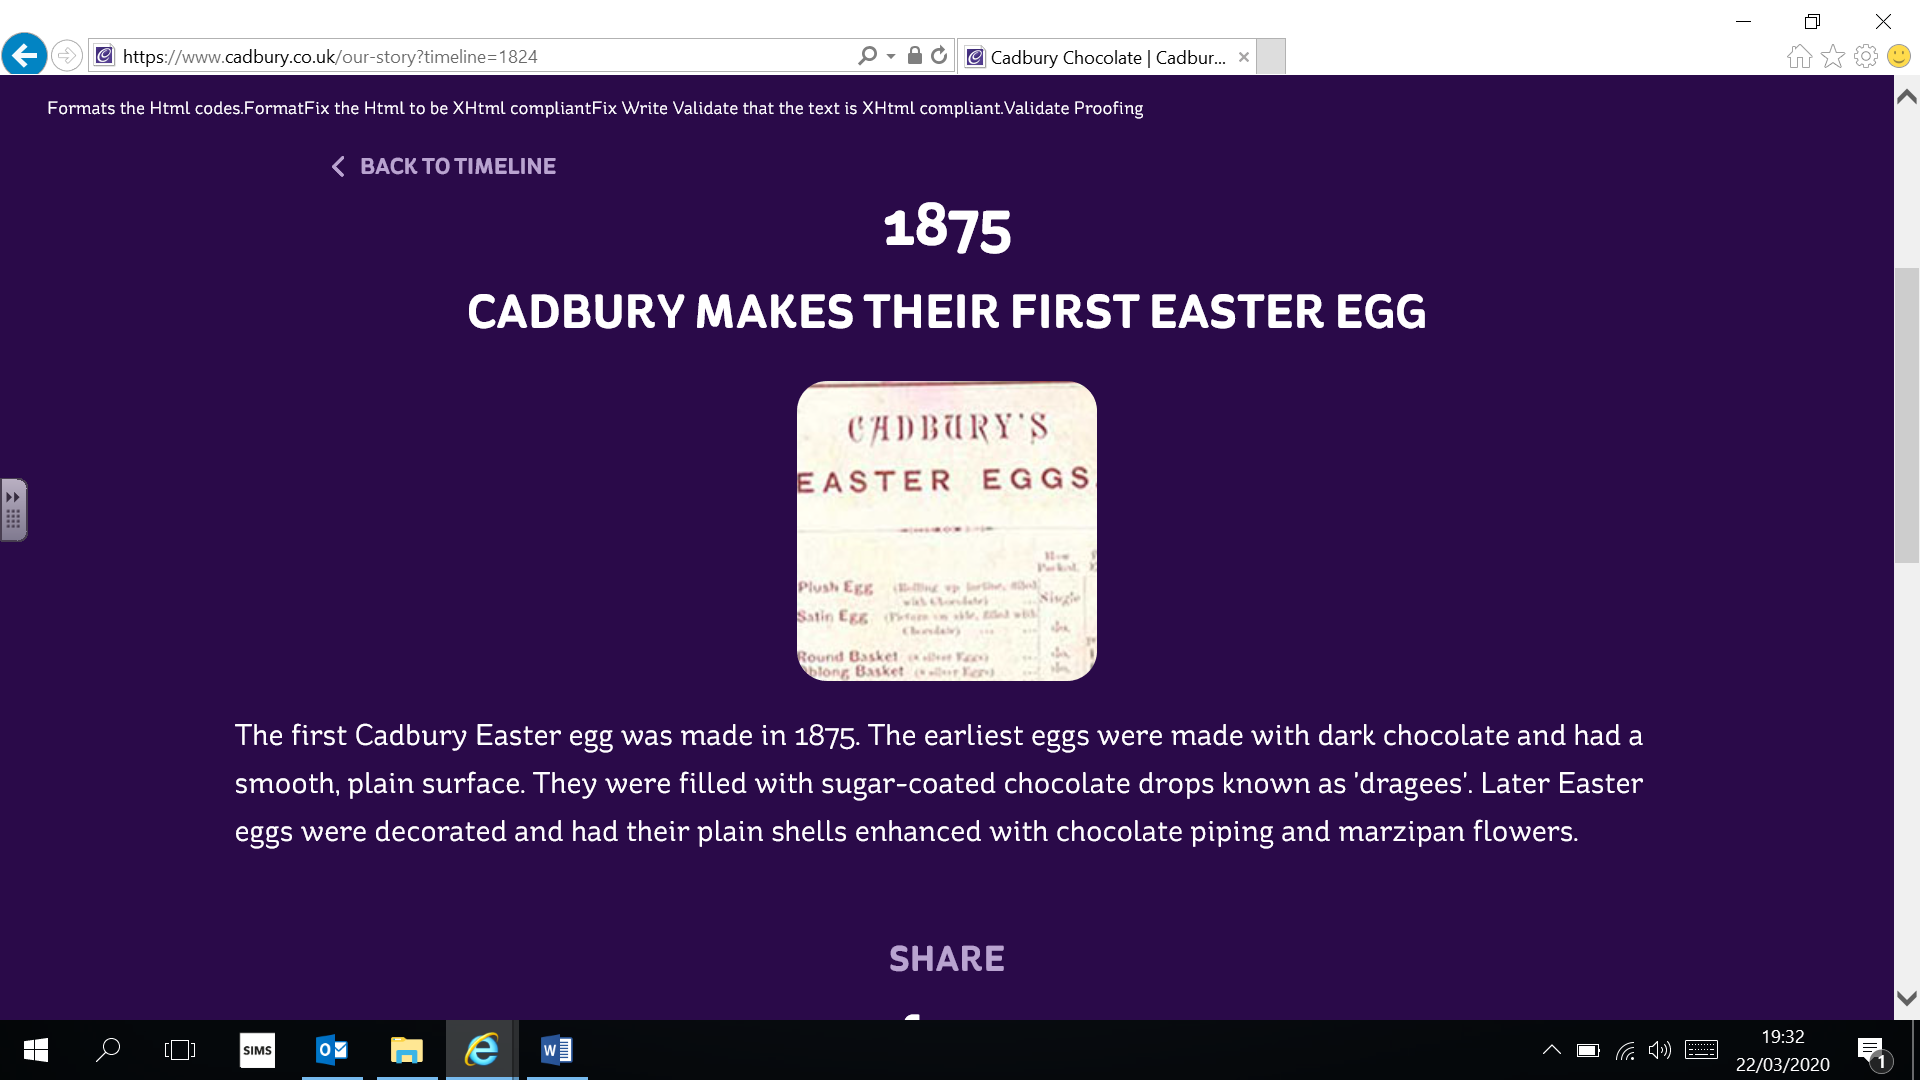 https://www.cadbury.co.uk/our-story?timeline=1824
Cadbury Chocolate | Cadbur...
Formats the Html codes.FormatFix the Html to be XHtml compliantFix Write Validate that the text is XHtml compliant.Validate Proofing
BACK TO TIMELINE
1875
CADBURY MAKES THEIR FIRST EASTER EGG
CADBURY'S
EASTER EGGS
Plush Egg
with Chocolate)
Single
Satin Egg
Chocolate)
Round Basket
Oblong Basket
The first Cadbury Easter egg was made in 1875. The earliest eggs were made with dark chocolate and had a
smooth, plain surface. They were filled with sugar-coated chocolate drops known as 'dragees'. Later Easter
eggs were decorated and had their plain shells enhanced with chocolate piping and marzipan flowers.
SHARE
SIMS
19:32
22/03/2020
1